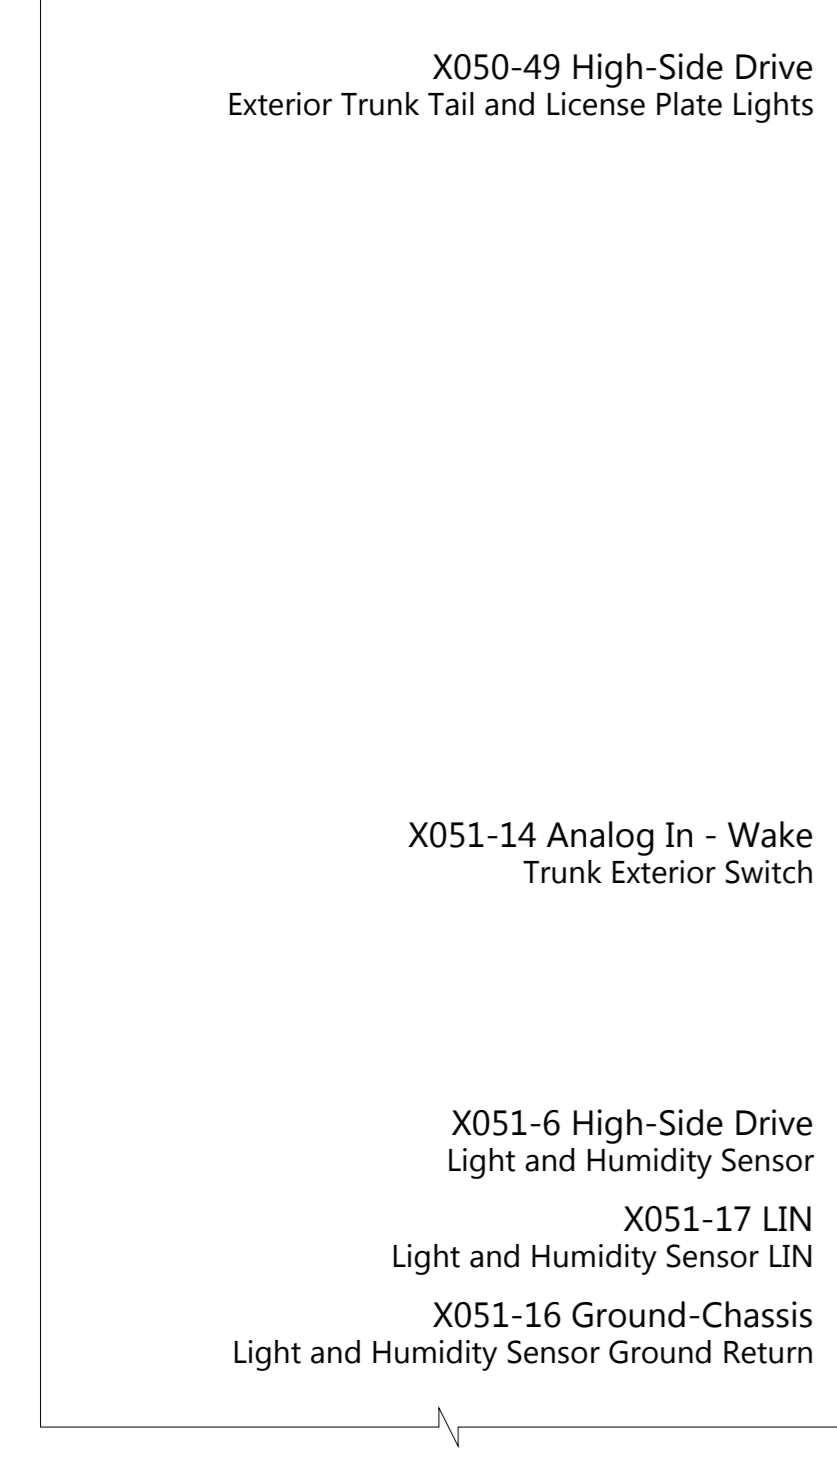 X050-49 High-Side Drive
Exterior Trunk Tail and License Plate Lights
X051-14 Analog In - Wake
Trunk Exterior Switch
X051-6 High-Side Drive
Light and Humidity Sensor
X051-17 LIN
Light and Humidity Sensor LIN
X051-16 Ground-Chassis
Light and Humidity Sensor Ground Return